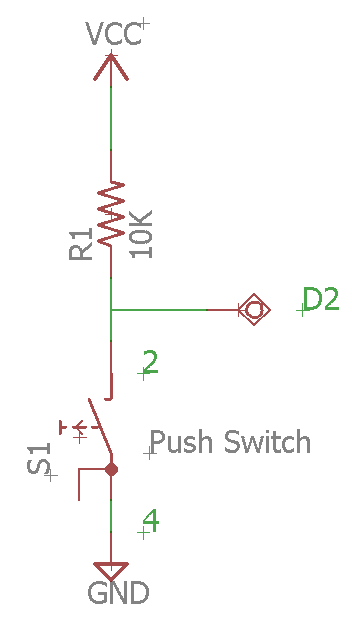 VCC
R1
10K
D2
2
Push Switch
S1
4
GND